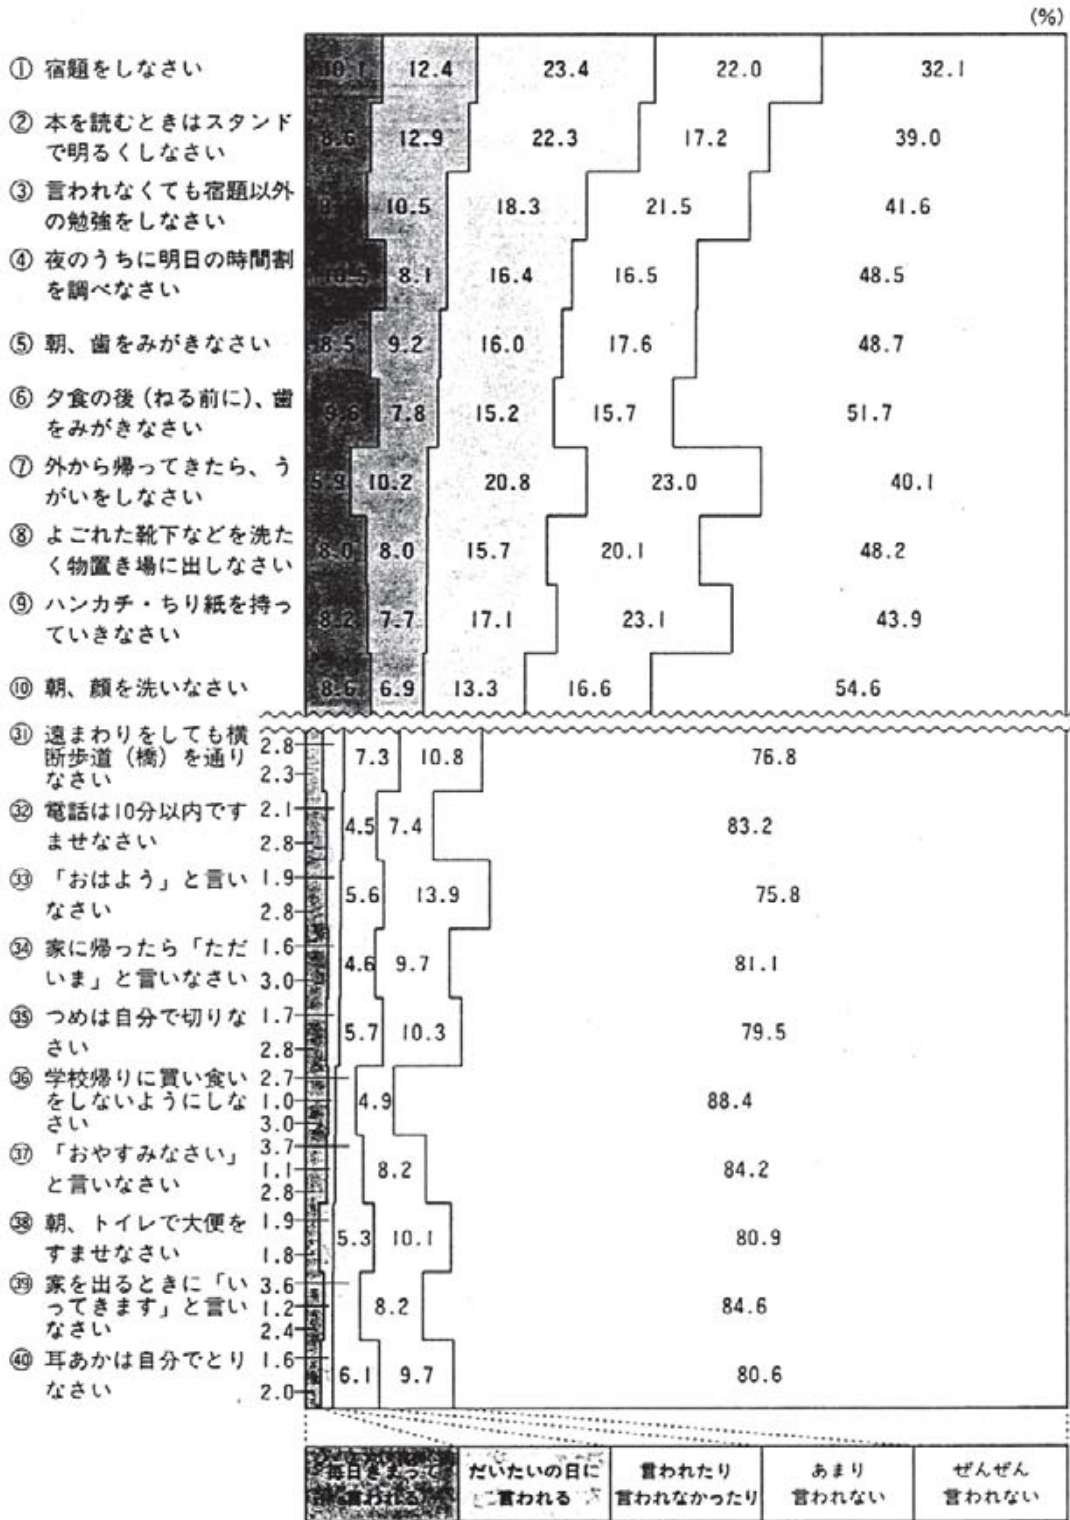 (%)
① 宿題をしなさい 10.1 12.4 23.4 22.0 32.1
② 本を読むときはスタンド
で明るくしなさい 8.6 12.9 22.3 17.2 39.0
③ 言われなくても宿題以外
の勉強をしなさい 10.5 18.3 21.5 41.6
④ 夜のうちに明日の時間割
を調べなさい 10.5 8.1 16.4 16.5 48.5
⑤ 朝、歯をみがきなさい 8.5 9.2 16.0 17.6 48.7
⑥ 夕食の後(ねる前に)、歯
をみがきなさい 9.6 7.8 15.2 15.7 51.7
⑦ 外から帰ってきたら、う
がいをしなさい 5.9 10.2 20.8 23.0 40.1
⑧ よごれた靴下などを洗た
く物置き場に出しなさい 8.0 8.0 15.7 20.1 48.2
⑨ ハンカチ・ちり紙を持っ
ていきなさい 8.2 7.7 17.1 23.1 43.9
⑩ 朝、顔を洗いなさい 8.6 6.9 13.3 16.6 54.6
㉛ 遠まわりをしても横
断歩道(橋)を通り
なさい 2.8 2.3 7.3 10.8 76.8
㉜ 電話は10分以内です
ませなさい 2.1 2.8 4.5 7.4 83.2
㉝ 「おはよう」と言い
なさい 1.9 2.8 5.6 13.9 75.8
㉞ 家に帰ったら「ただ
いま」と言いなさい 1.6 3.0 4.6 9.7 81.1
㉟ つめは自分で切りな
さい 1.7 2.8 5.7 10.3 79.5
㊱ 学校帰りに買い食い
をしないようにしな
さい 2.7 1.0 3.0 4.9 88.4
㊲ 「おやすみなさい」
と言いなさい 3.7 1.1 2.8 8.2 84.2
㊳ 朝、トイレで大便を
すませなさい 1.9 1.8 5.3 10.1 80.9
㊴ 家を出るときに「い
ってきます」と言い
なさい 3.6 1.2 2.4 8.2 84.6
㊵ 耳あかは自分でとり
なさい 1.6 2.0 6.1 9.7 80.6
毎日きまって
言われる
だいたいの日に
言われる
言われたり
言われなかったり
あまり
言われない
ぜんぜん
言われない